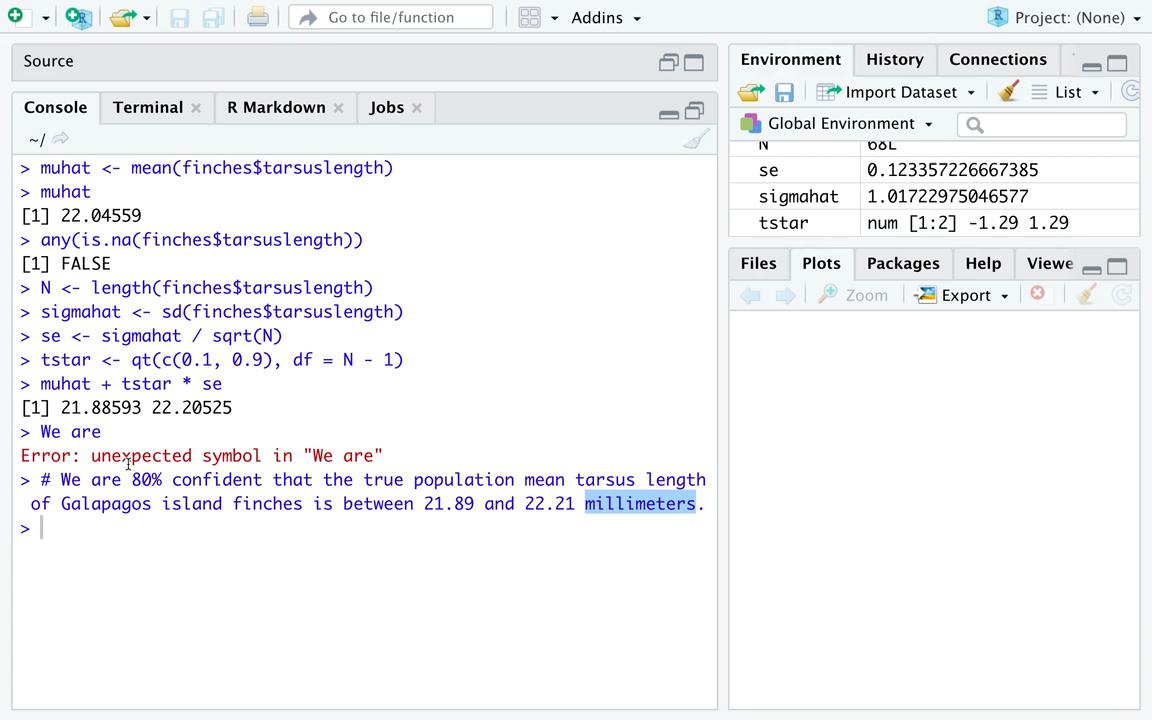 Go to file/function
Addins
Project: (None)
Source
Console Terminal R Markdown Jobs
~/
> muhat <- mean(finches$tarsuslength)
> muhat
[1] 22.04559
> any(is.na(finches$tarsuslength))
[1] FALSE
> N <- length(finches$tarsuslength)
> sigmahat <- sd(finches$tarsuslength)
> se <- sigmahat / sqrt(N)
> tstar <- qt(c(0.1, 0.9), df = N - 1)
> muhat + tstar * se
[1] 21.88593 22.20525
> We are
Error: unexpected symbol in "We are"
> # We are 80% confident that the true population mean tarsus length
of Galapagos island finches is between 21.89 and 22.21 millimeters.
>
Environment History Connections
Import Dataset List
Global Environment
N 68L
se 0.123357226667385
sigmahat 1.01722975046577
tstar num [1:2] -1.29 1.29
Files Plots Packages Help Viewe
Zoom Export